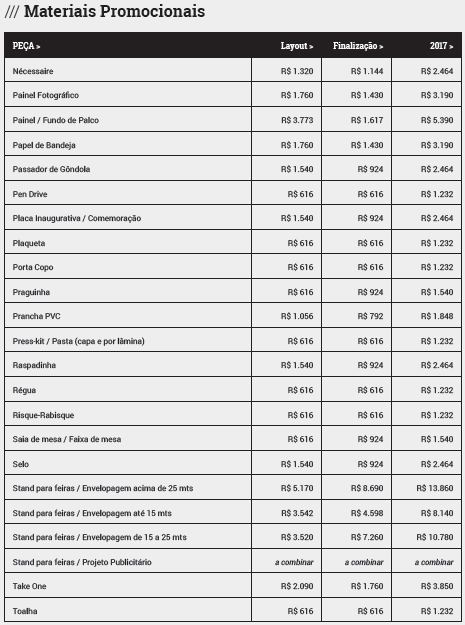 /// Materiais Promocionais
PEÇA > Layout > Finalização > 2017 >
Nécessaire R$ 1.320 R$ 1.144 R$ 2.464
Painel Fotográfico R$ 1.760 R$ 1.430 R$ 3.190
Painel / Fundo de Palco R$ 3.773 R$ 1.617 R$ 5.390
Papel de Bandeja R$ 1.760 R$ 1.430 R$ 3.190
Passador de Gôndola R$ 1.540 R$ 924 R$ 2.464
Pen Drive R$ 616 R$ 616 R$ 1.232
Placa Inaugurativa / Comemoração R$ 1.540 R$ 924 R$ 2.464
Plaqueta R$ 616 R$ 616 R$ 1.232
Porta Copo R$ 616 R$ 616 R$ 1.232
Praguinha R$ 616 R$ 924 R$ 1.540
Prancha PVC R$ 1.056 R$ 792 R$ 1.848
Press-kit / Pasta (capa e por lâmina) R$ 616 R$ 616 R$ 1.232
Raspadinha R$ 1.540 R$ 924 R$ 2.464
Régua R$ 616 R$ 616 R$ 1.232
Risque-Rabisque R$ 616 R$ 616 R$ 1.232
Saia de mesa / Faixa de mesa R$ 616 R$ 924 R$ 1.540
Selo R$ 1.540 R$ 924 R$ 2.464
Stand para feiras / Envelopagem acima de 25 mts R$ 5.170 R$ 8.690 R$ 13.860
Stand para feiras / Envelopagem até 15 mts R$ 3.542 R$ 4.598 R$ 8.140
Stand para feiras / Envelopagem de 15 a 25 mts R$ 3.520 R$ 7.260 R$ 10.780
Stand para feiras / Projeto Publicitário a combinar a combinar a combinar
Take One R$ 2.090 R$ 1.760 R$ 3.850
Toalha R$ 616 R$ 616 R$ 1.232